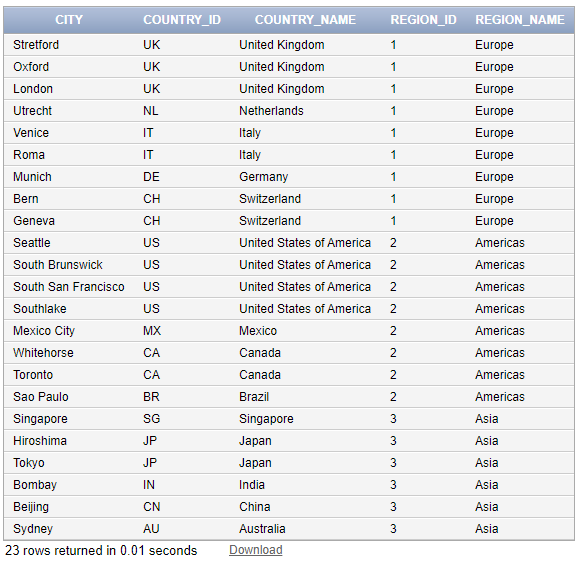 CITY COUNTRY_ID COUNTRY_NAME REGION_ID REGION_NAME
Stretford UK United Kingdom 1 Europe
Oxford UK United Kingdom 1 Europe
London UK United Kingdom 1 Europe
Utrecht NL Netherlands 1 Europe
Venice IT Italy 1 Europe
Roma IT Italy 1 Europe
Munich DE Germany 1 Europe
Bern CH Switzerland 1 Europe
Geneva CH Switzerland 1 Europe
Seattle US United States of America 2 Americas
South Brunswick US United States of America 2 Americas
South San Francisco US United States of America 2 Americas
Southlake US United States of America 2 Americas
Mexico City MX Mexico 2 Americas
Whitehorse CA Canada 2 Americas
Toronto CA Canada 2 Americas
Sao Paulo BR Brazil 2 Americas
Singapore SG Singapore 3 Asia
Hiroshima JP Japan 3 Asia
Tokyo JP Japan 3 Asia
Bombay IN India 3 Asia
Beijing CN China 3 Asia
Sydney AU Australia 3 Asia
23 rows returned in 0.01 seconds Download